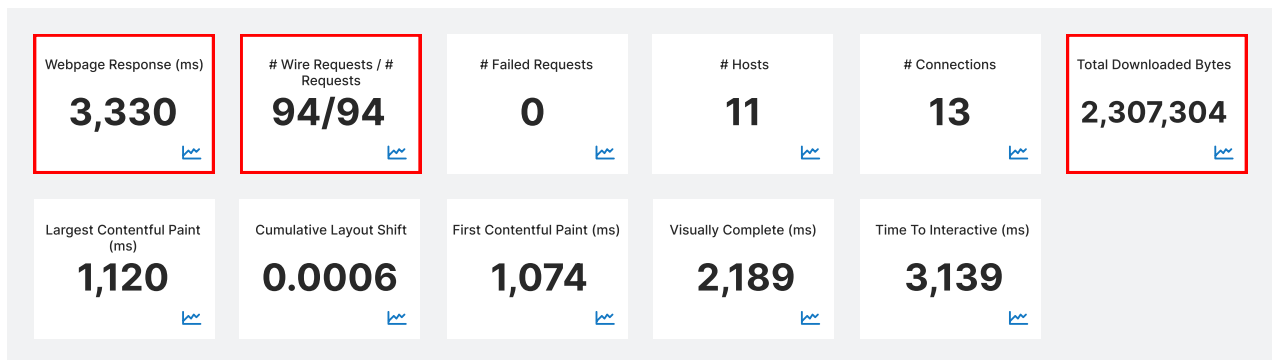 Webpage Response (ms)
3,330
# Wire Requests / #
Requests
94/94
# Failed Requests
0
# Hosts
11
# Connections
13
Total Downloaded Bytes
2,307,304
Largest Contentful Paint
(ms)
1,120
Cumulative Layout Shift
0.0006
First Contentful Paint (ms)
1,074
Visually Complete (ms)
2,189
Time To Interactive (ms)
3,139